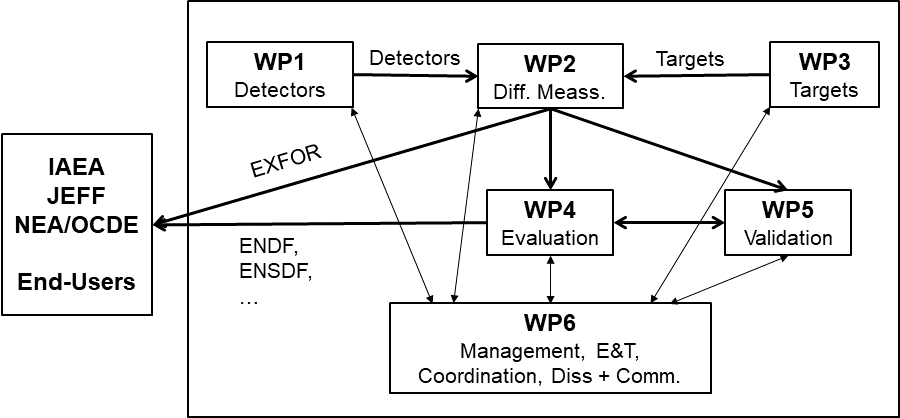 WP1
Detectors
Detectors
WP2
Diff. Meass.
Targets
WP3
Targets
IAEA
JEFF
NEA/OCDE
End-Users
EXFOR
WP4
Evaluation
WP5
Validation
ENDF,
ENSDF,
…
WP6
Management, E&T,
Coordination, Diss + Comm.